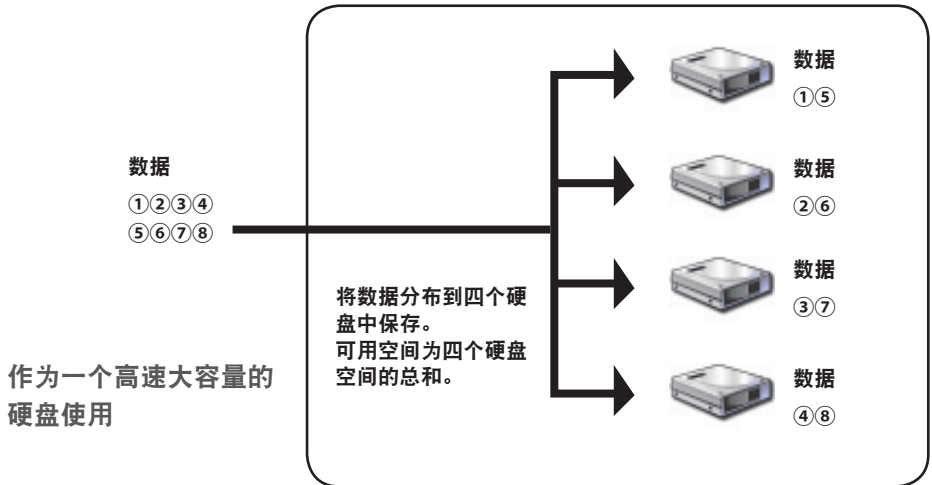 数据
①②③④
⑤⑥⑦⑧
作为一个高速大容量的
硬盘使用
将数据分布到四个硬
盘中保存。
可用空间为四个硬盘
空间的总和。
数据
①⑤
数据
②⑥
数据
③⑦
数据
④⑧